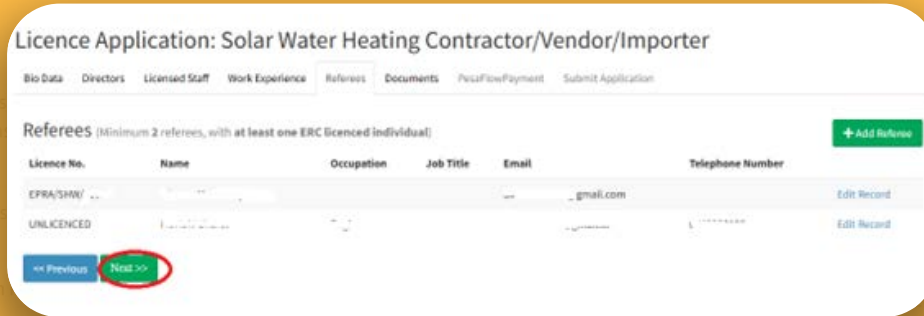 Licence Application: Solar Water Heating Contractor/Vendor/Importer
Bio Data Directors Licensed Staff Work Experience Referees Documents PesaFlowPayment Submit Application
Referees (Minimum 2 referees, with at least one ERC licenced individual)
+ Add Referee
Licence No. Name Occupation Job Title Email Telephone Number
EPRA/SHW/ gmail.com Edit Record
UNLICENCED Edit Record
<< Previous Next >>